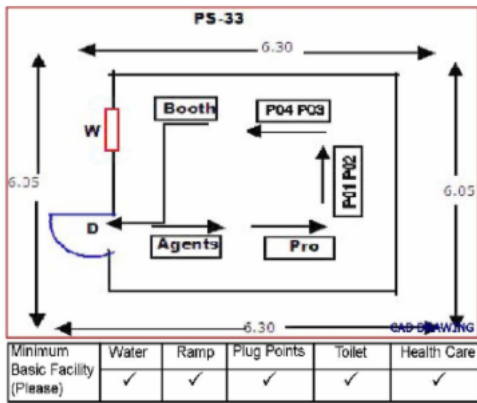 PS-33
6.30
Booth
P04 P03
W
6.05
P01 P02
6.05
D
Agents
Pro
6.30
CAD DRAWING
Minimum Basic Facility (Please)
Water
Ramp
Plug Points
Toilet
Health Care
✓ ✓ ✓ ✓ ✓